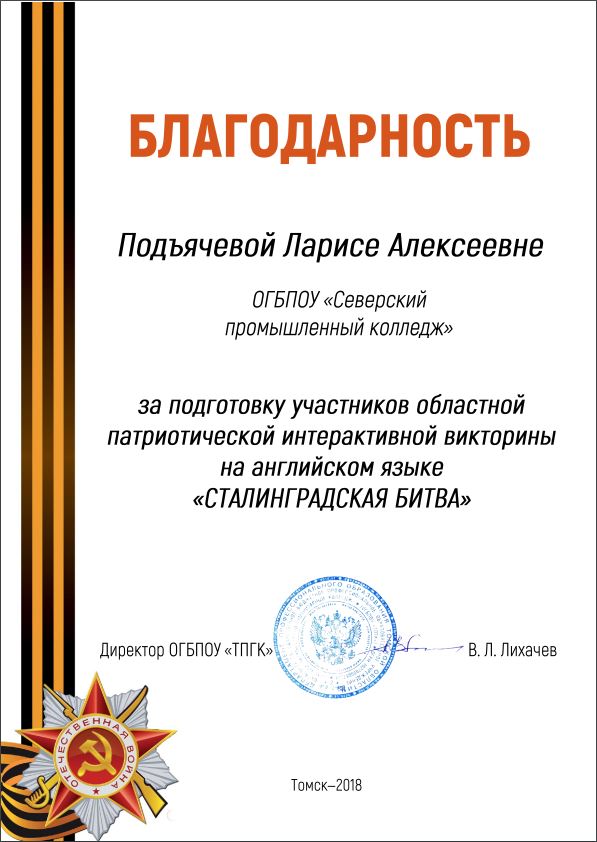 БЛАГОДАРНОСТЬ
Подъячевой Ларисе Алексеевне
ОГБПОУ «Северский
промышленный колледж»
за подготовку участников областной
патриотической интерактивной викторины
на английском языке
«СТАЛИНГРАДСКАЯ БИТВА»
Директор ОГБПОУ «ТПГК»
В. Л. Лихачев
ОТЕЧЕСТВЕННАЯ ВОЙНА
Томск–2018